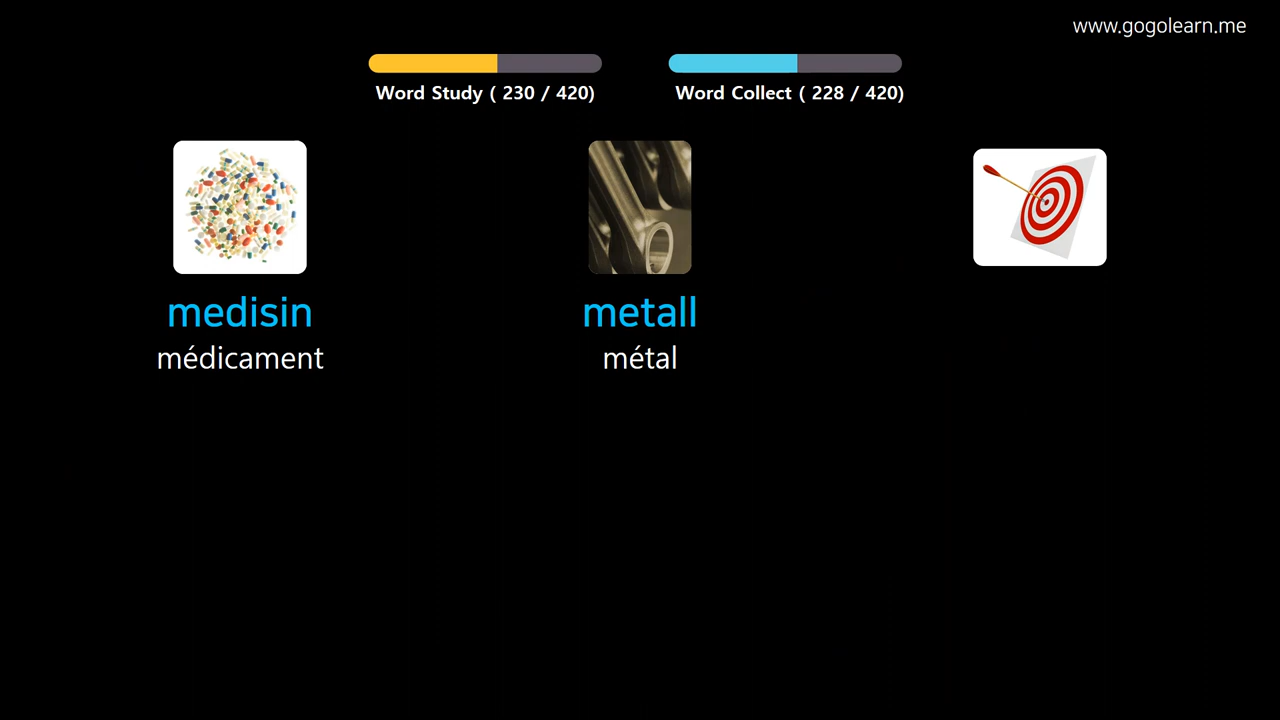 www.gogolearn.me
Word Study ( 230 / 420)
Word Collect ( 228 / 420)
medisin
médicament
metall
métal